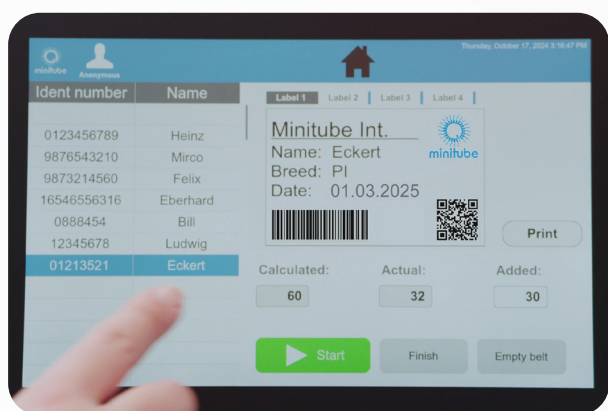 Thursday, October 17, 2024 3:16:47 PM
minitube
Anonymous
Ident number Name
0123456789 Heinz
9876543210 Mirco
9873214560 Felix
16546556316 Eberhard
0888454 Bill
12345678 Ludwig
01213521 Eckert
Label 1 Label 2 Label 3 Label 4
Minitube Int.
minitube
Name: Eckert
Breed: PI
Date: 01.03.2025
Print
Calculated: Actual: Added:
60 32 30
Start Finish Empty belt